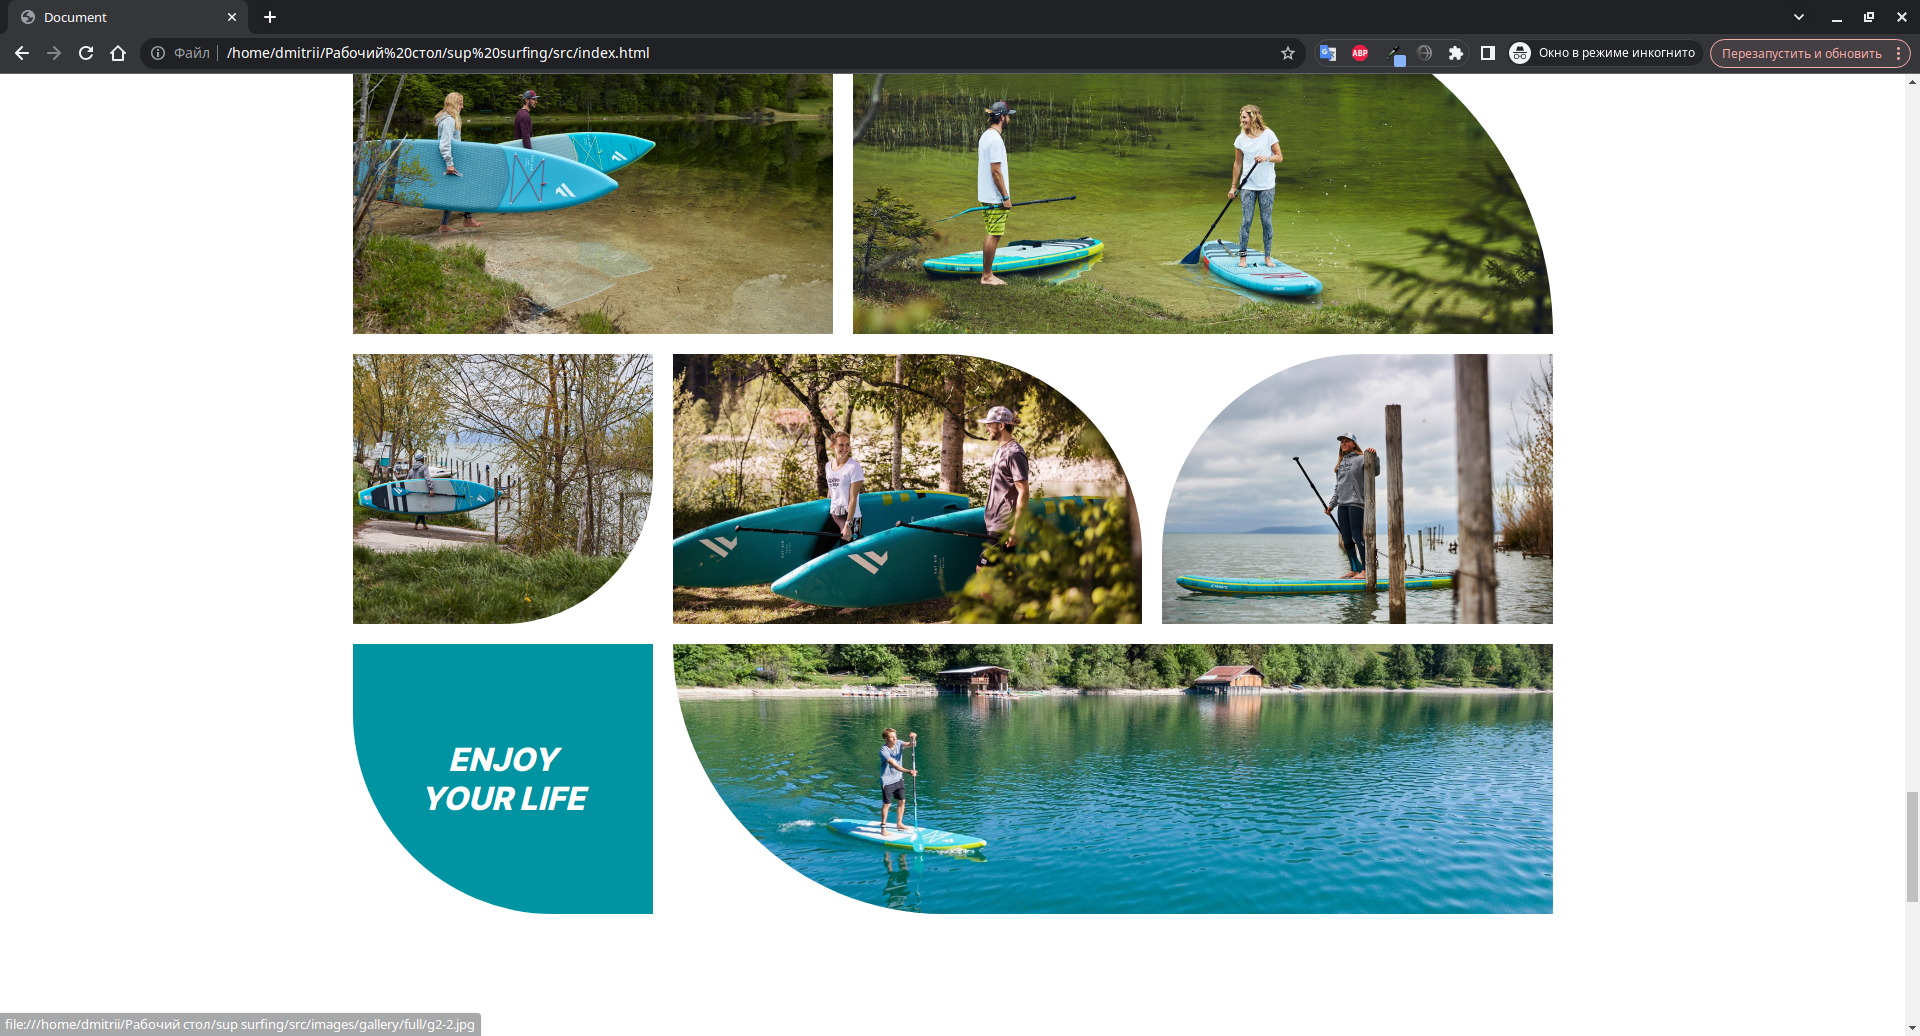 Document
Файл
/home/dmitrii/Рабочий%20стол/sup%20surfing/src/index.html
ABP
Окно в режиме инкогнито
Перезапустить и обновить
ENJOY
YOUR LIFE
file:///home/dmitrii/Рабочий стол/sup surfing/src/images/gallery/full/g2-2.jpg